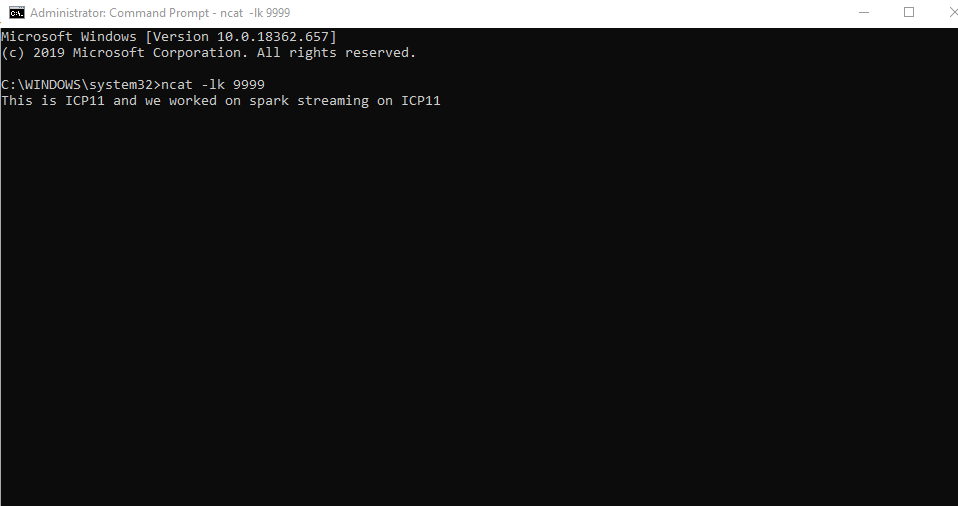 Administrator: Command Prompt - ncat  -lk 9999
Microsoft Windows [Version 10.0.18362.657]
(c) 2019 Microsoft Corporation. All rights reserved.
C:\WINDOWS\system32>ncat -lk 9999
This is ICP11 and we worked on spark streaming on ICP11